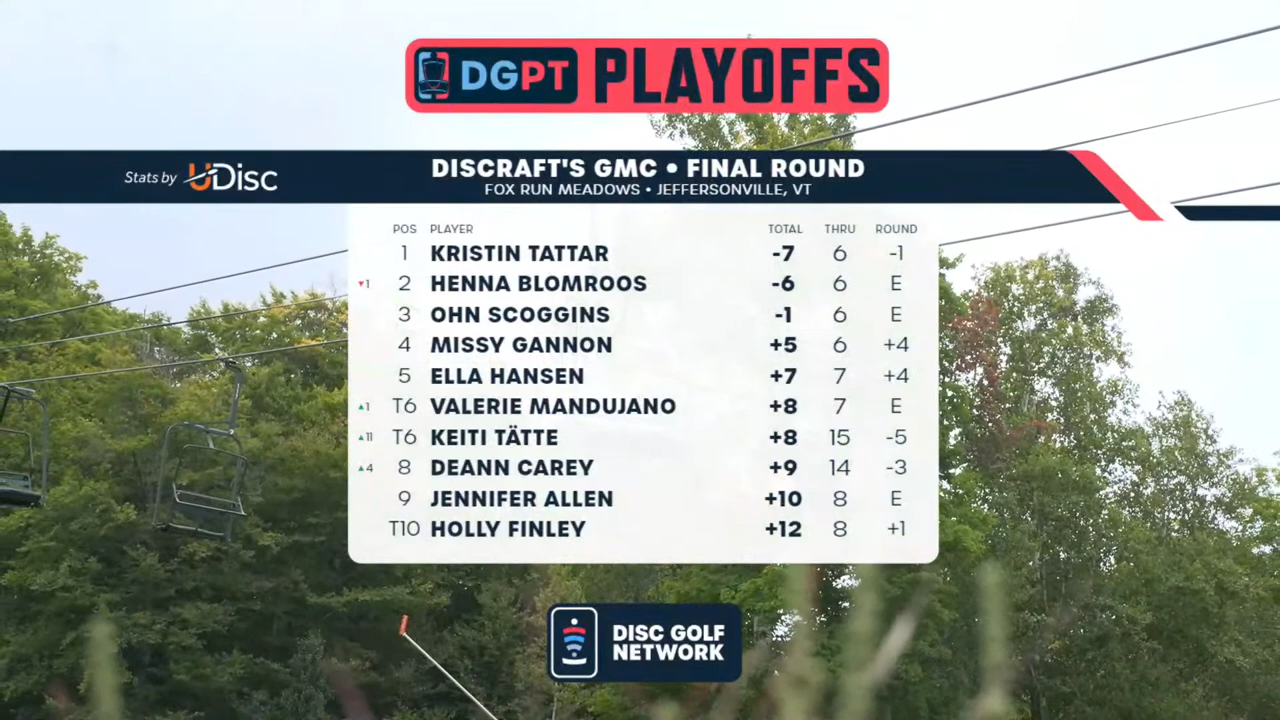 DGPT PLAYOFFS
Stats by UDisc
DISCRAFT'S GMC • FINAL ROUND
FOX RUN MEADOWS • JEFFERSONVILLE, VT
POS PLAYER TOTAL THRU ROUND
1 KRISTIN TATTAR -7 6 -1
▼1 2 HENNA BLOMROOS -6 6 E
3 OHN SCOGGINS -1 6 E
4 MISSY GANNON +5 6 +4
5 ELLA HANSEN +7 7 +4
▲1 T6 VALERIE MANDUJANO +8 7 E
▲11 T6 KEITI TÄTTE +8 15 -5
▲4 8 DEANN CAREY +9 14 -3
9 JENNIFER ALLEN +10 8 E
T10 HOLLY FINLEY +12 8 +1
DISC GOLF
NETWORK